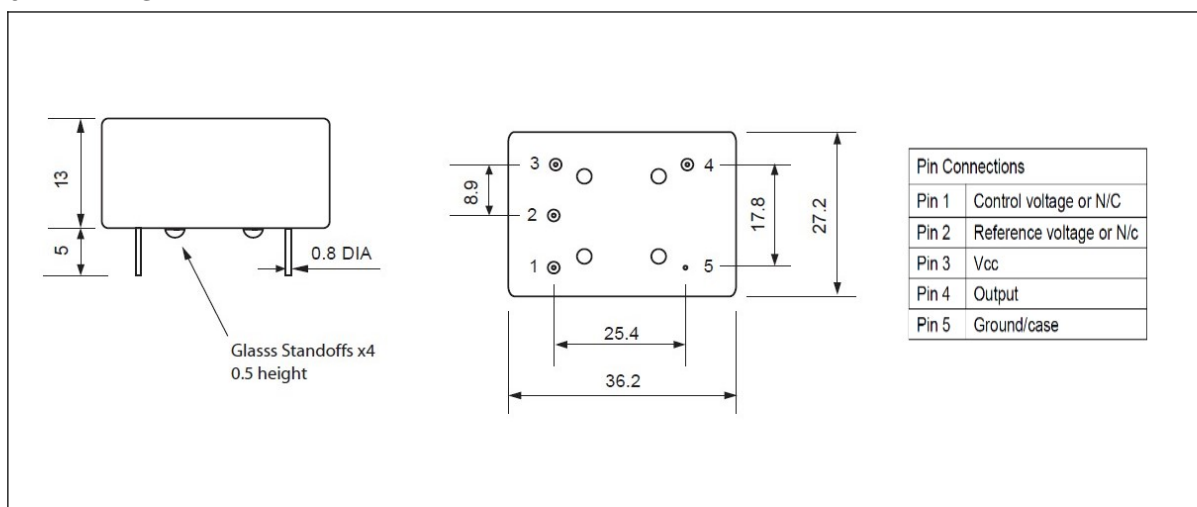 13
5
0.8 DIA
Glasss Standoffs x4
0.5 height
3
4
8.9
2
17.8
27.2
1
5
25.4
36.2
Pin Connections
Pin 1 Control voltage or N/C
Pin 2 Reference voltage or N/c
Pin 3 Vcc
Pin 4 Output
Pin 5 Ground/case